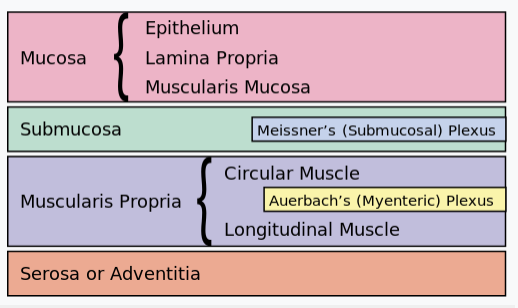 Epithelium
Mucosa
Lamina Propria
Muscularis Mucosa
Submucosa
Meissner's (Submucosal) Plexus
Circular Muscle
Muscularis Propria
Auerbach's (Myenteric) Plexus
Longitudinal Muscle
Serosa or Adventitia